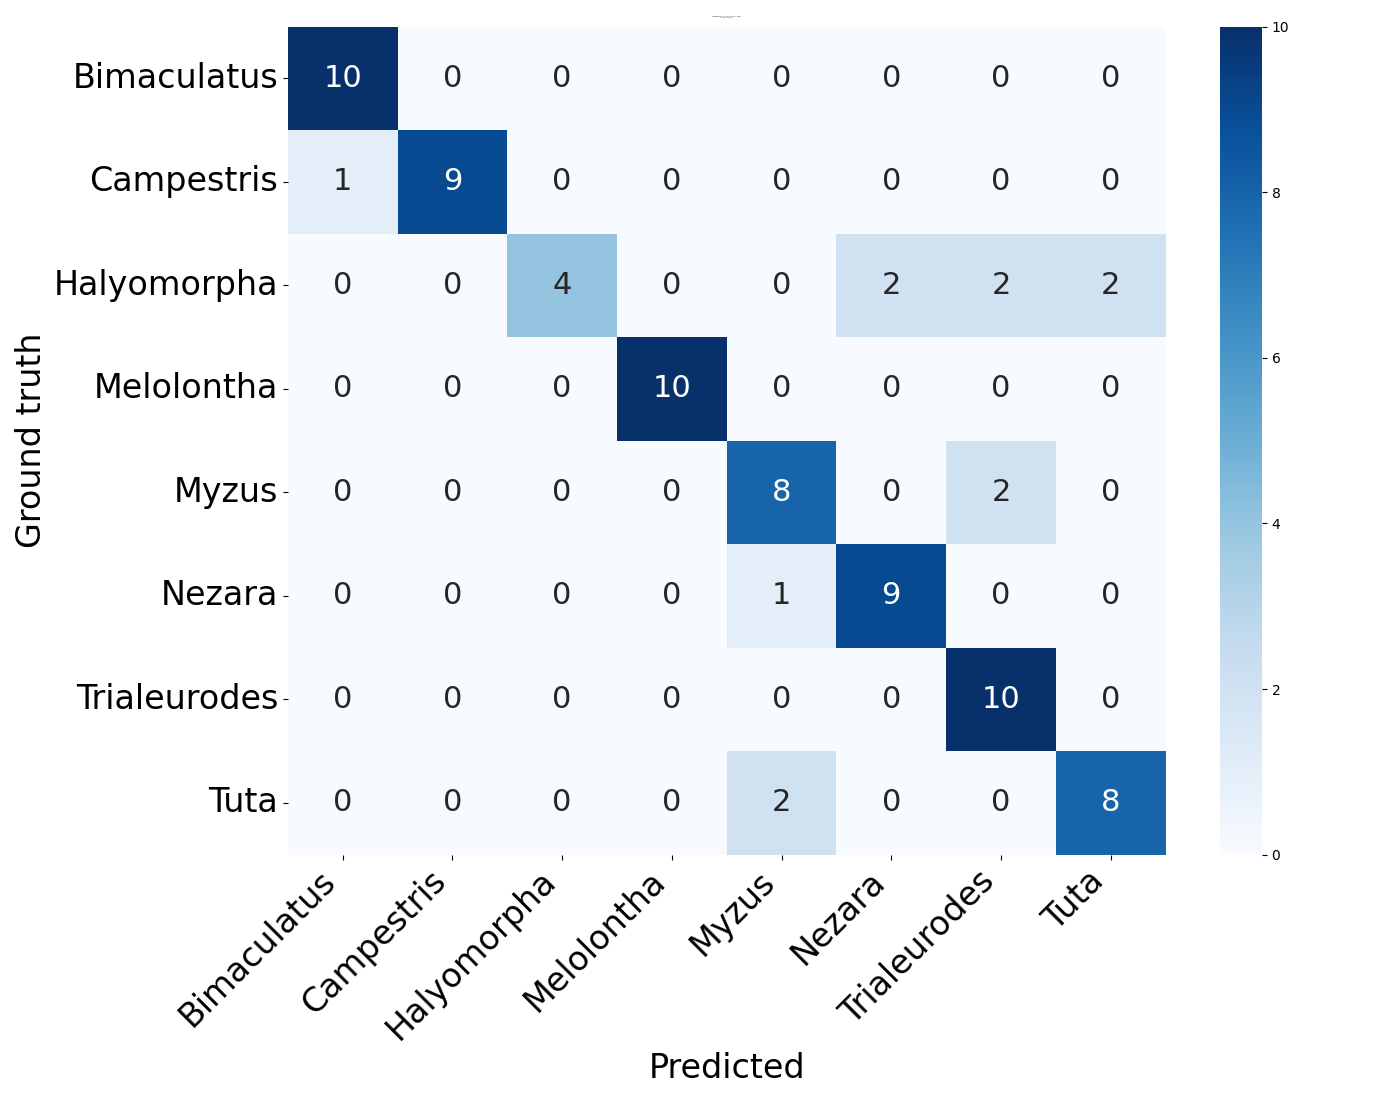 10
Bimaculatus 10 0 0 0 0 0 0 0
Campestris 1 9 0 0 0 0 0 0
8
Halyomorpha 0 0 4 0 0 2 2 2
6
Melolontha 0 0 0 10 0 0 0 0
Ground truth
Myzus 0 0 0 0 8 0 2 0
4
Nezara 0 0 0 0 1 9 0 0
2
Trialeurodes 0 0 0 0 0 0 10 0
Tuta 0 0 0 0 2 0 0 8
0
Bimaculatus
Campestris
Halyomorpha
Melolontha
Myzus
Nezara
Trialeurodes
Tuta
Predicted